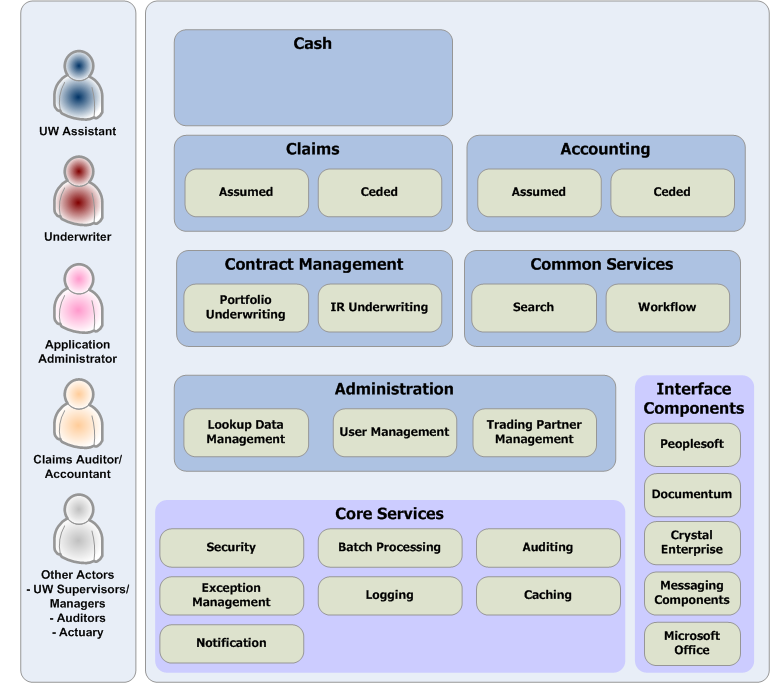 UW Assistant
Underwriter
Application
Administrator
Claims Auditor/
Accountant
Other Actors
- UW Supervisors/
Managers
- Auditors
- Actuary
Cash
Claims
Assumed
Ceded
Accounting
Assumed
Ceded
Contract Management
Portfolio
Underwriting
IR Underwriting
Common Services
Search
Workflow
Administration
Lookup Data
Management
User Management
Trading Partner
Management
Interface
Components
Peoplesoft
Documentum
Crystal
Enterprise
Messaging
Components
Microsoft
Office
Core Services
Security
Batch Processing
Auditing
Exception
Management
Logging
Caching
Notification